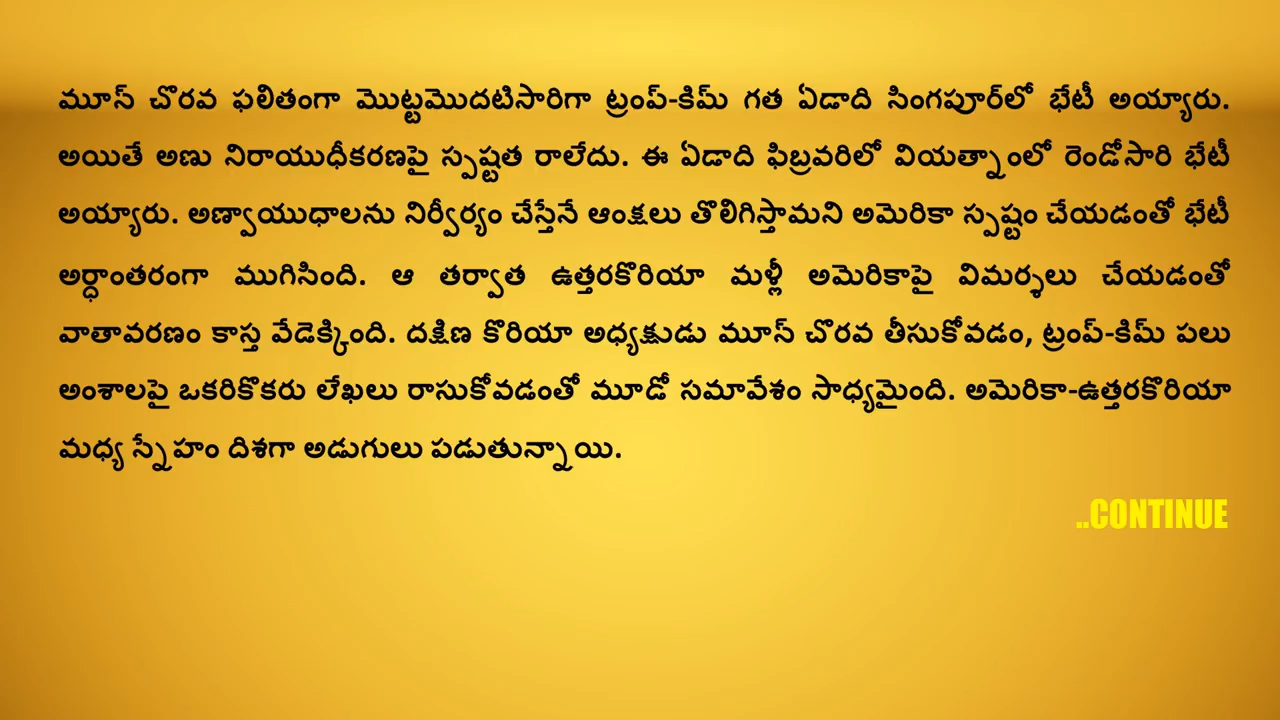 మూస్ చొరవ ఫలితంగా మొట్టమొదటిసారిగా ట్రంప్-కిమ్ గత ఏడాది సింగపూర్‌లో భేటీ అయ్యారు.
అయితే అణు నిరాయుధీకరణపై స్పష్టత రాలేదు. ఈ ఏడాది ఫిబ్రవరిలో వియత్నాంలో రెండోసారి భేటీ
అయ్యారు. అణ్వాయుధాలను నిర్వీర్యం చేస్తేనే ఆంక్షలు తొలిగిస్తామని అమెరికా స్పష్టం చేయడంతో భేటీ
అర్ధాంతరంగా ముగిసింది. ఆ తర్వాత ఉత్తరకొరియా మళ్లీ అమెరికాపై విమర్శలు చేయడంతో
వాతావరణం కాస్త వేడెక్కింది. దక్షిణ కొరియా అధ్యక్షుడు మూస్ చొరవ తీసుకోవడం, ట్రంప్-కిమ్ పలు
అంశాలపై ఒకరికొకరు లేఖలు రాసుకోవడంతో మూడో సమావేశం సాధ్యమైంది. అమెరికా-ఉత్తరకొరియా
మధ్య స్నేహం దిశగా అడుగులు పడుతున్నాయి.
..CONTINUE